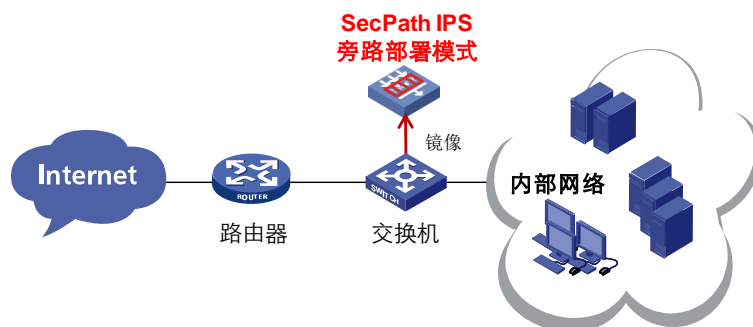 SecPath IPS
旁路部署模式
镜像
Internet
ROUTER
SWITCH
内部网络
路由器
交换机